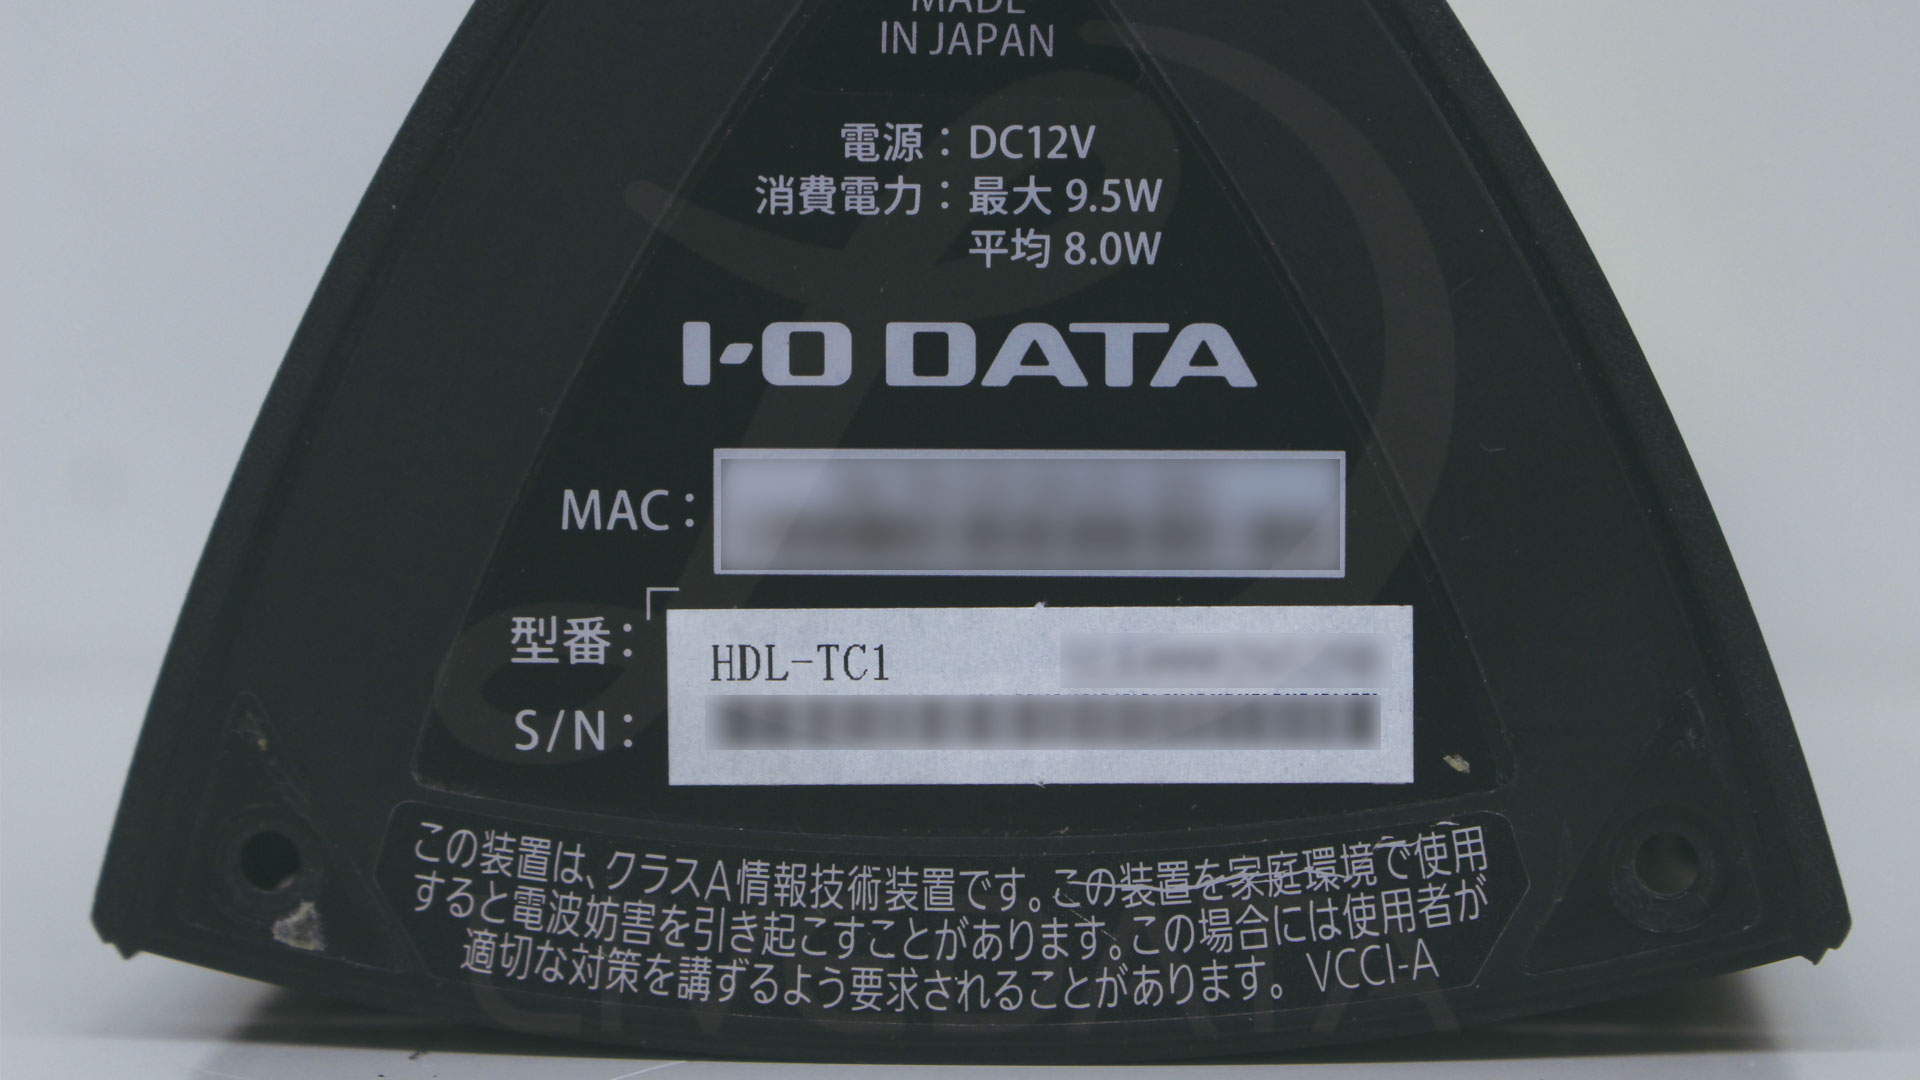 MADE
IN JAPAN
電源：DC12V
消費電力：最大 9.5W
平均 8.0W
I-O DATA
MAC：
型番：HDL-TC1
S/N：
この装置は、クラスA情報技術装置です。この装置を家庭環境で使用
すると電波妨害を引き起こすことがあります。この場合には使用者が
適切な対策を講ずるよう要求されることがあります。 VCCI-A